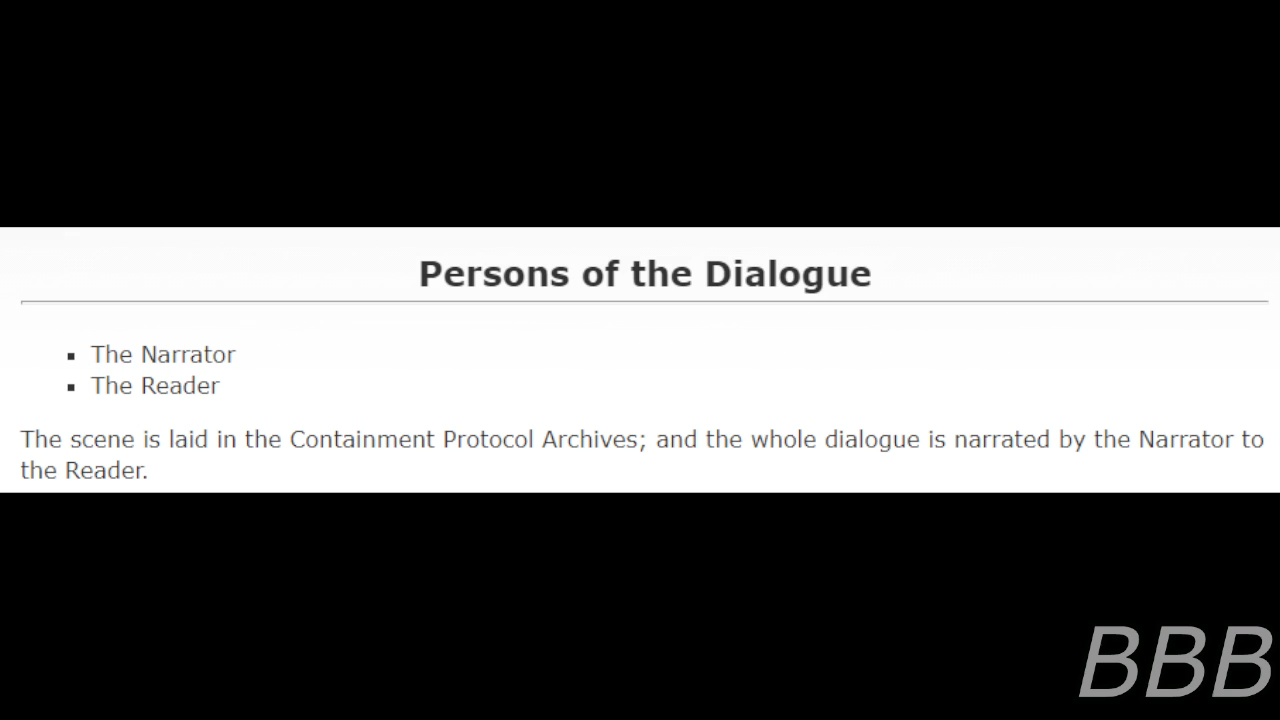 Persons of the Dialogue
The Narrator
The Reader
The scene is laid in the Containment Protocol Archives; and the whole dialogue is narrated by the Narrator to
the Reader.
BBB